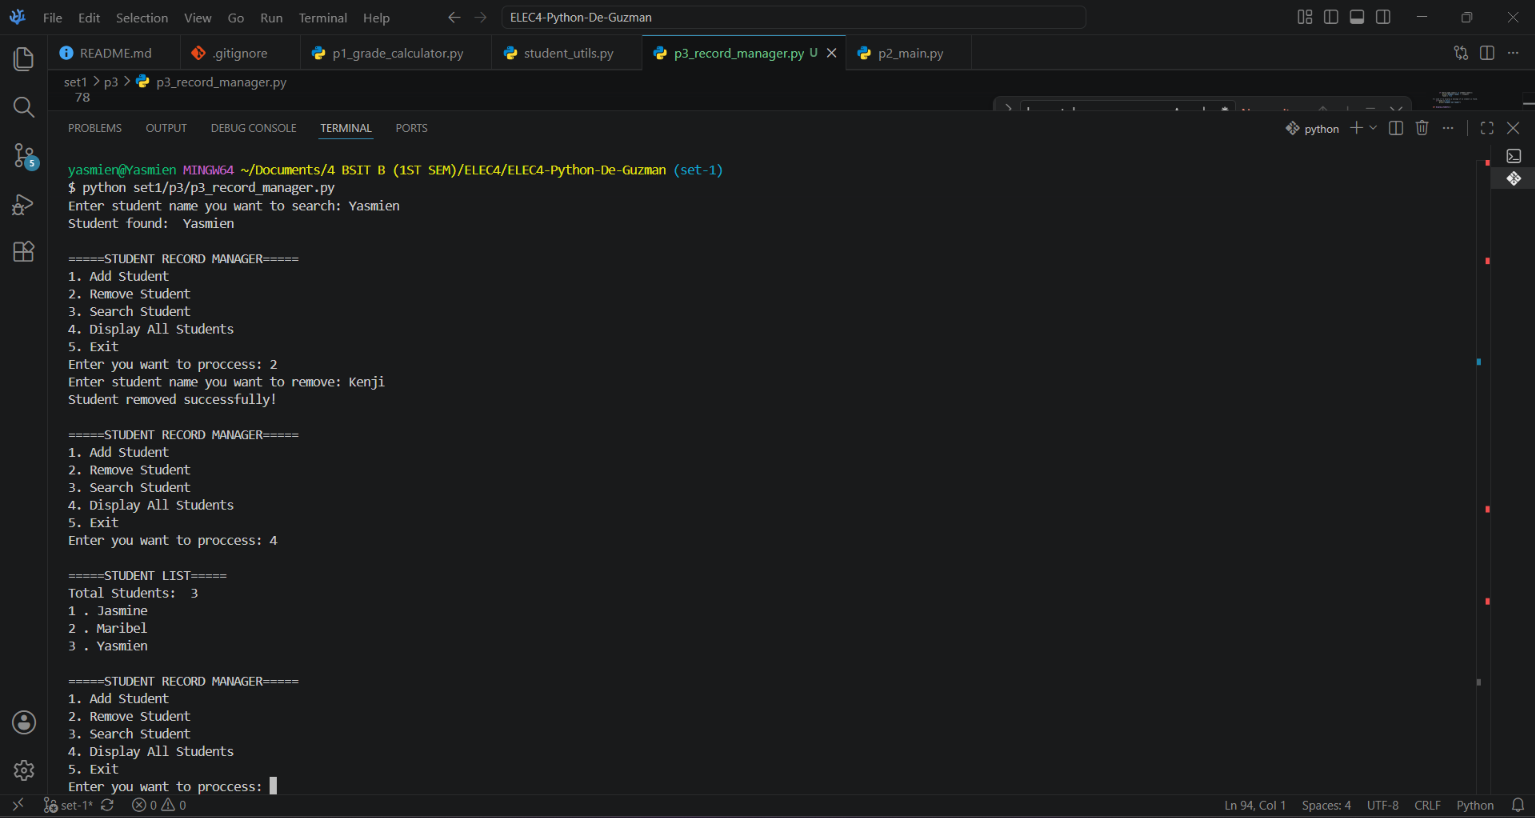 File Edit Selection View Go Run Terminal Help ELEC4-Python-De-Guzman
README.md .gitignore p1_grade_calculator.py student_utils.py p3_record_manager.py U p2_main.py
set1 > p3 > p3_record_manager.py
78
PROBLEMS OUTPUT DEBUG CONSOLE TERMINAL PORTS python
yasmien@Yasmien MINGW64 ~/Documents/4 BSIT B (1ST SEM)/ELEC4/ELEC4-Python-De-Guzman (set-1)
$ python set1/p3/p3_record_manager.py
Enter student name you want to search: Yasmien
Student found:  Yasmien
=====STUDENT RECORD MANAGER=====
1. Add Student
2. Remove Student
3. Search Student
4. Display All Students
5. Exit
Enter you want to proccess: 2
Enter student name you want to remove: Kenji
Student removed successfully!
=====STUDENT RECORD MANAGER=====
1. Add Student
2. Remove Student
3. Search Student
4. Display All Students
5. Exit
Enter you want to proccess: 4
=====STUDENT LIST=====
Total Students:  3
1 . Jasmine
2 . Maribel
3 . Yasmien
=====STUDENT RECORD MANAGER=====
1. Add Student
2. Remove Student
3. Search Student
4. Display All Students
5. Exit
Enter you want to proccess:
5
set-1* 0 0 Ln 94, Col 1 Spaces: 4 UTF-8 CRLF Python